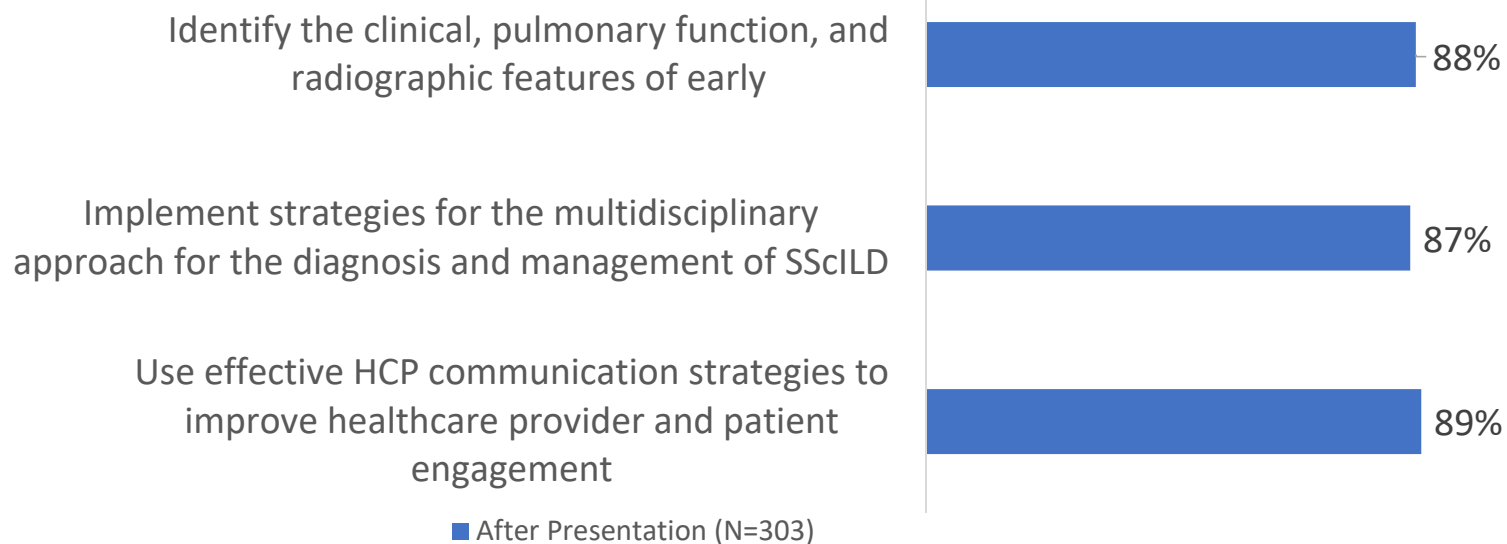 Identify the clinical, pulmonary function, and
radiographic features of early
88%
Implement strategies for the multidisciplinary
approach for the diagnosis and management of SScILD
87%
Use effective HCP communication strategies to
improve healthcare provider and patient
engagement
89%
After Presentation (N=303)